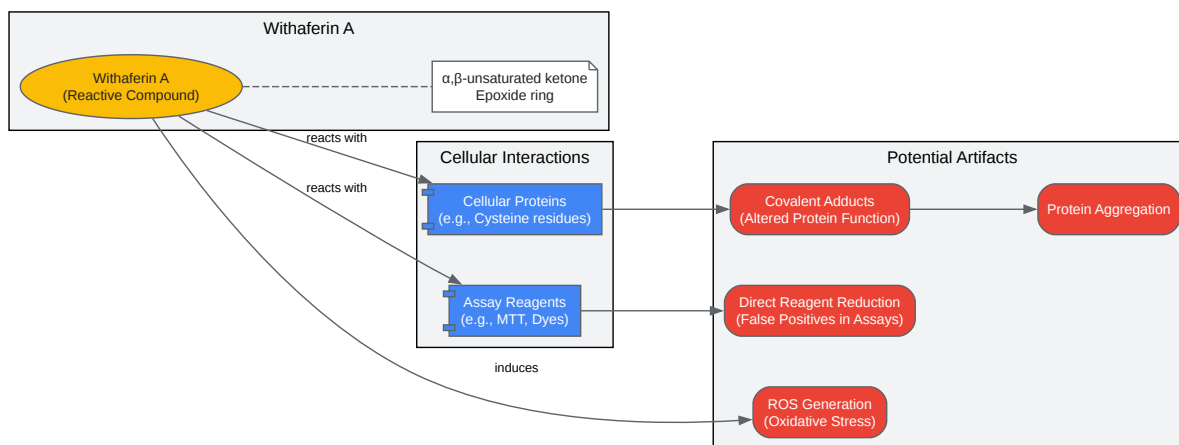 Withaferin A
Withaferin A
(Reactive Compound)
α,β-unsaturated ketone
Epoxide ring
reacts with
reacts with
induces
Cellular Interactions
Cellular Proteins
(e.g., Cysteine residues)
Assay Reagents
(e.g., MTT, Dyes)
Potential Artifacts
Covalent Adducts
(Altered Protein Function)
Protein Aggregation
Direct Reagent Reduction
(False Positives in Assays)
ROS Generation
(Oxidative Stress)